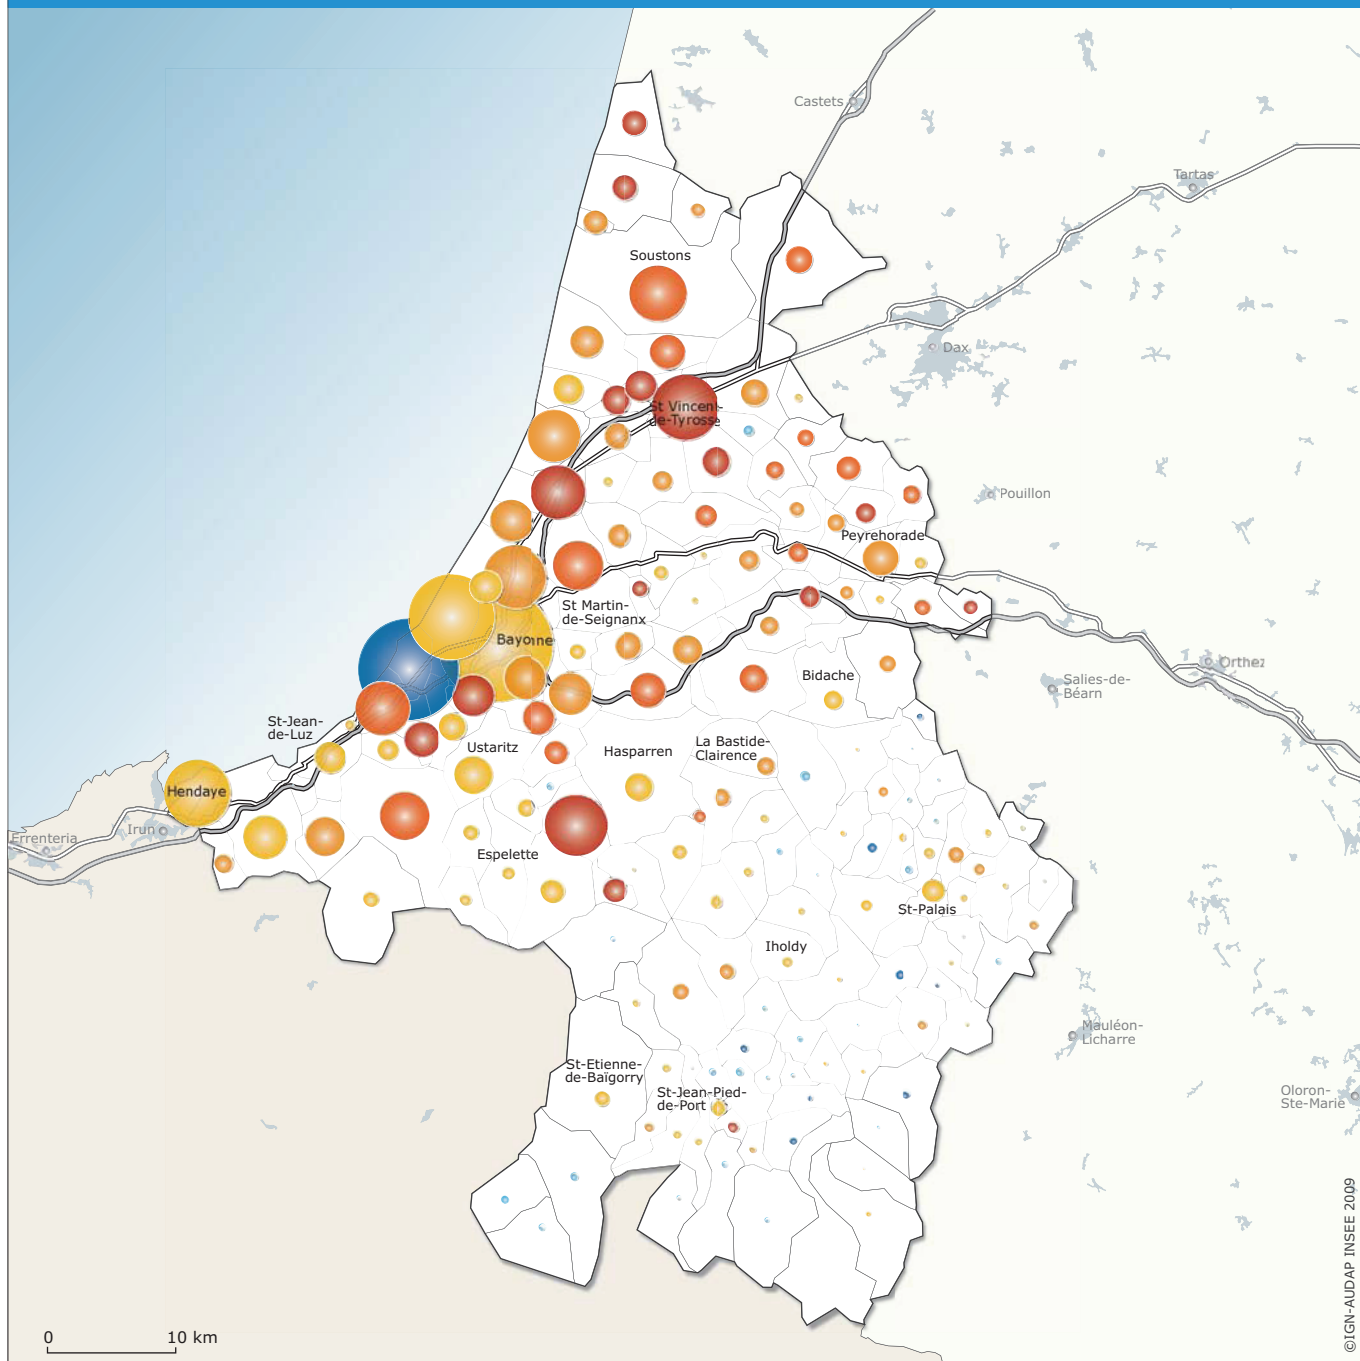 Castets
Tartas
Soustons
Dax
St Vincent-
de-Tyrosse
Pouillon
Peyrehorade
St Martin-
de-Seignanx
Bayonne
Orthez
Bidache
Salies-de-
Béarn
St-Jean-
de-Luz
Ustaritz
Hasparren
La Bastide-
Clairence
Hendaye
Irun
Errenteria
Espelette
St-Palais
Iholdy
Mauléon-
Licharre
St-Etienne-
de-Baïgorry
St-Jean-Pied-
de-Port
Oloron-
Ste-Marie
0 10 km
©IGN-AUDAP INSEE 2009